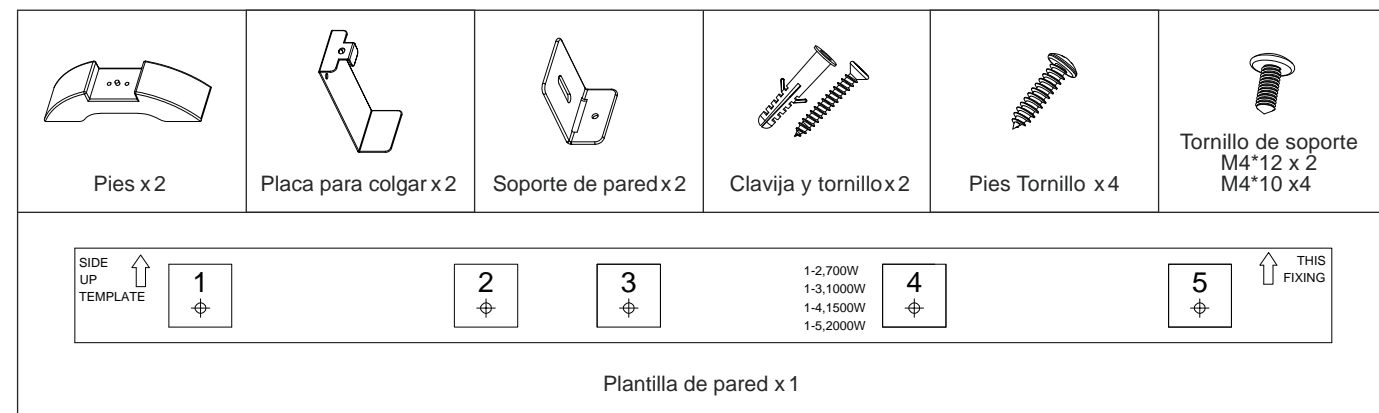 Pies x 2
Placa para colgar x 2
Soporte de pared x 2
Clavija y tornillo x 2
Pies Tornillo x 4
Tornillo de soporte
M4*12 x 2
M4*10 x4
SIDE
UP
TEMPLATE
1
2
3
1-2,700W
1-3,1000W
1-4,1500W
1-5,2000W
4
5
THIS
FIXING
Plantilla de pared x 1